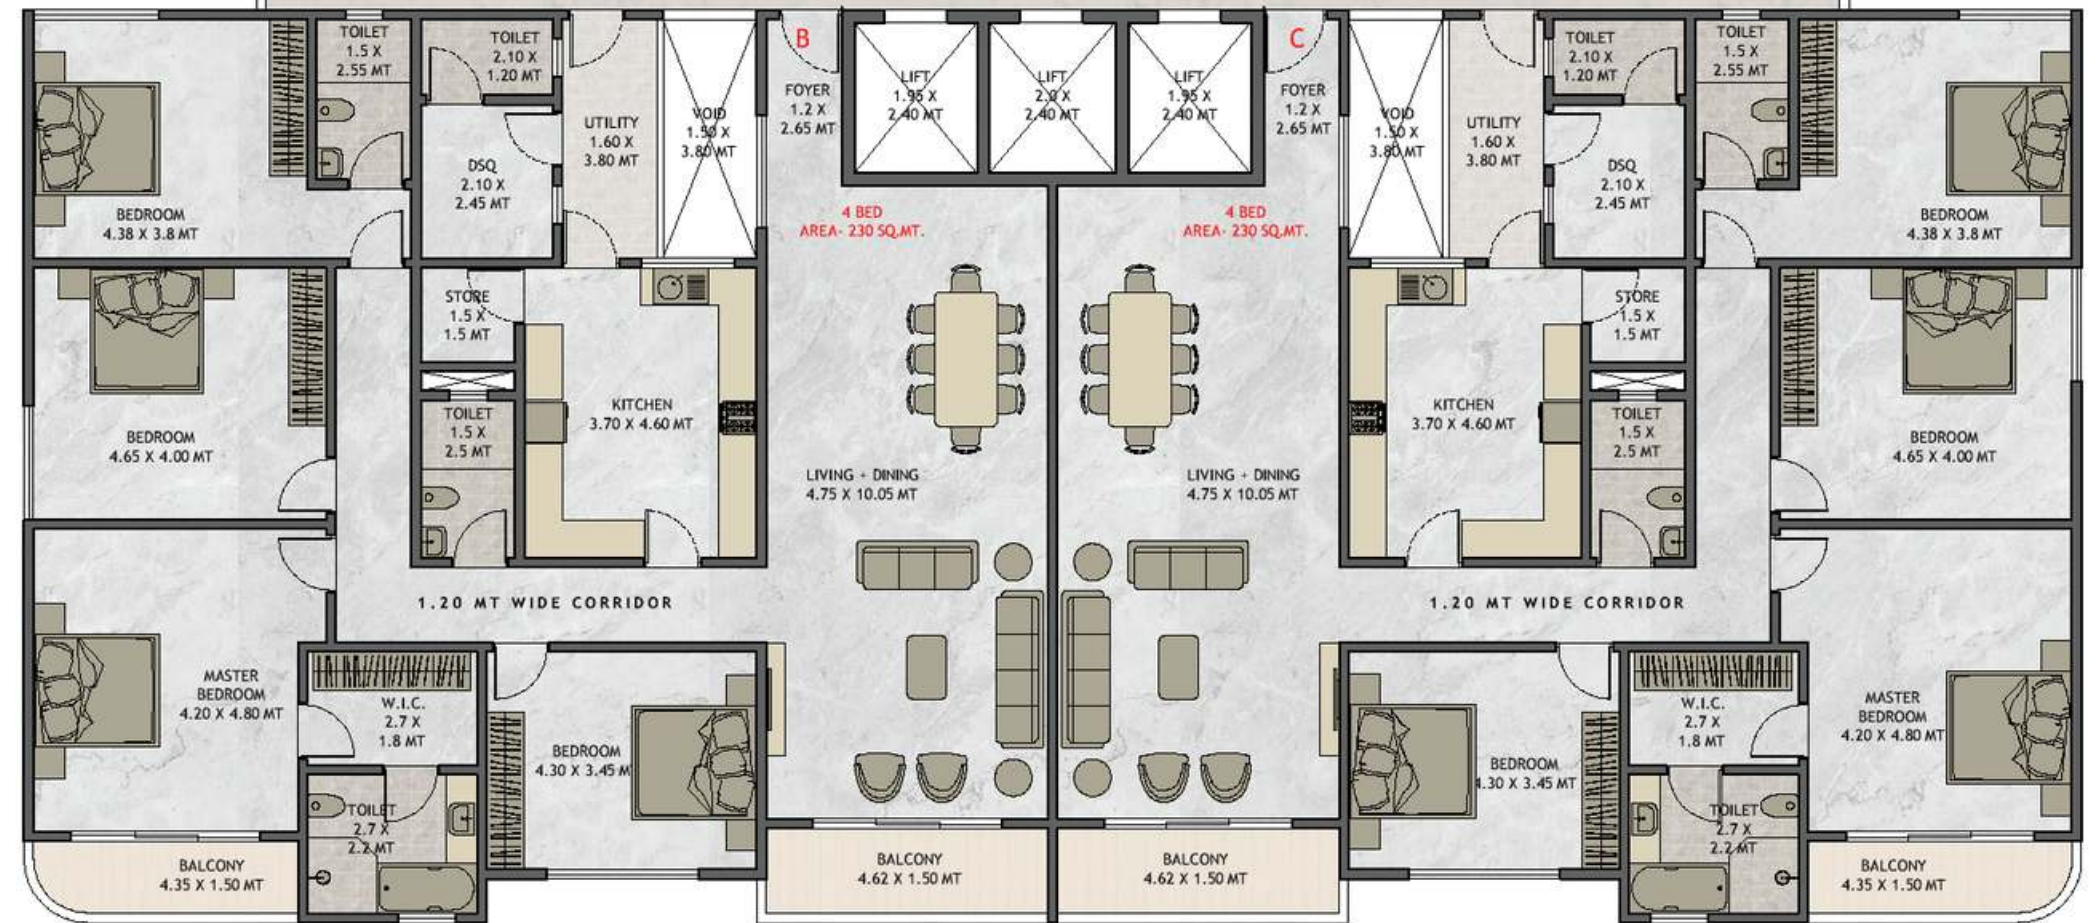 TOILET
1.5 X
2.55 MT
TOILET
2.10 X
1.20 MT
B
FOYER
1.2 X
2.65 MT
LIFT
1.95 X
2.40 MT
LIFT
2.0 X
2.40 MT
LIFT
1.95 X
2.40 MT
C
FOYER
1.2 X
2.65 MT
TOILET
2.10 X
1.20 MT
TOILET
1.5 X
2.55 MT
VOID
1.50 X
3.80 MT
UTILITY
1.60 X
3.80 MT
VOID
1.50 X
3.80 MT
UTILITY
1.60 X
3.80 MT
DSQ
2.10 X
2.45 MT
DSQ
2.10 X
2.45 MT
BEDROOM
4.38 X 3.8 MT
4 BED
AREA- 230 SQ.MT.
4 BED
AREA- 230 SQ.MT.
BEDROOM
4.38 X 3.8 MT
STORE
1.5 X
1.5 MT
STORE
1.5 X
1.5 MT
BEDROOM
4.65 X 4.00 MT
TOILET
1.5 X
2.5 MT
KITCHEN
3.70 X 4.60 MT
LIVING + DINING
4.75 X 10.05 MT
LIVING + DINING
4.75 X 10.05 MT
KITCHEN
3.70 X 4.60 MT
TOILET
1.5 X
2.5 MT
BEDROOM
4.65 X 4.00 MT
1.20 MT WIDE CORRIDOR
1.20 MT WIDE CORRIDOR
MASTER
BEDROOM
4.20 X 4.80 MT
W.I.C.
2.7 X
1.8 MT
BEDROOM
4.30 X 3.45 M
BEDROOM
4.30 X 3.45 MT
W.I.C.
2.7 X
1.8 MT
MASTER
BEDROOM
4.20 X 4.80 MT
TOILET
2.7 X
2.2 MT
TOILET
2.7 X
2.2 MT
BALCONY
4.35 X 1.50 MT
BALCONY
4.62 X 1.50 MT
BALCONY
4.62 X 1.50 MT
BALCONY
4.35 X 1.50 MT